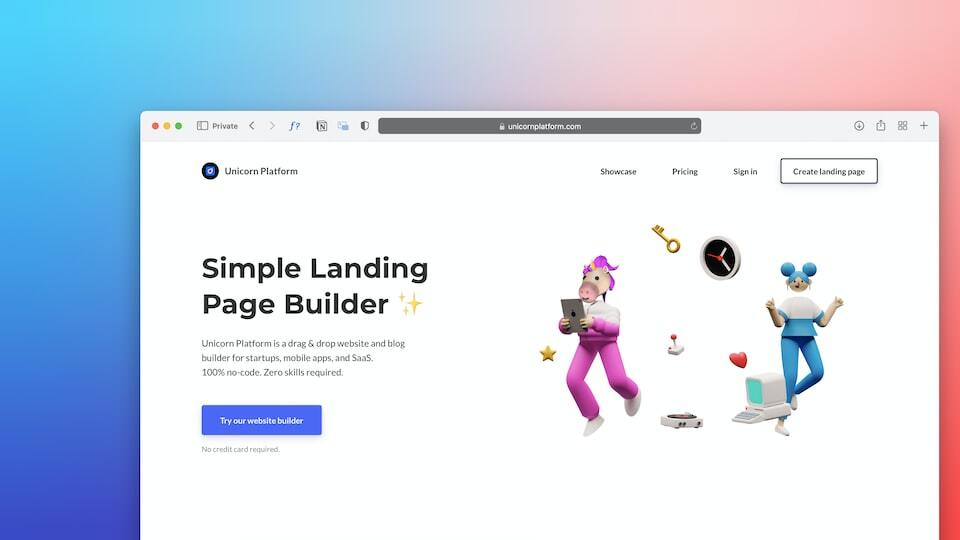 Private
f?
N
unicornplatform.com
Unicorn Platform
Showcase
Pricing
Sign in
Create landing page
Simple Landing
Page Builder ✨
Unicorn Platform is a drag & drop website and blog
builder for startups, mobile apps, and SaaS.
100% no-code. Zero skills required.
Try our website builder
No credit card required.